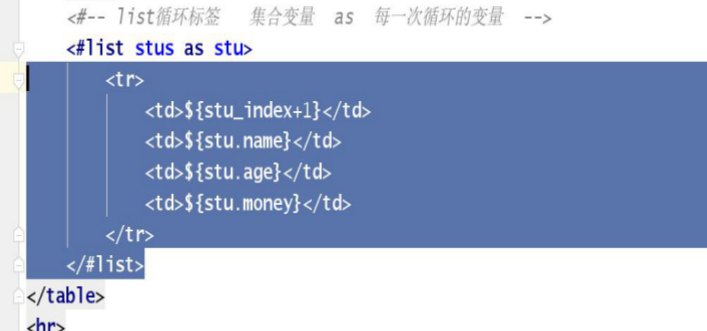 <#-- list循环标签   集合变量  as  每一次循环的变量  -->
<#list stus as stu>
<tr>
<td>${stu_index+1}</td>
<td>${stu.name}</td>
<td>${stu.age}</td>
<td>${stu.money}</td>
</tr>
</#list>
</table>
<hr>